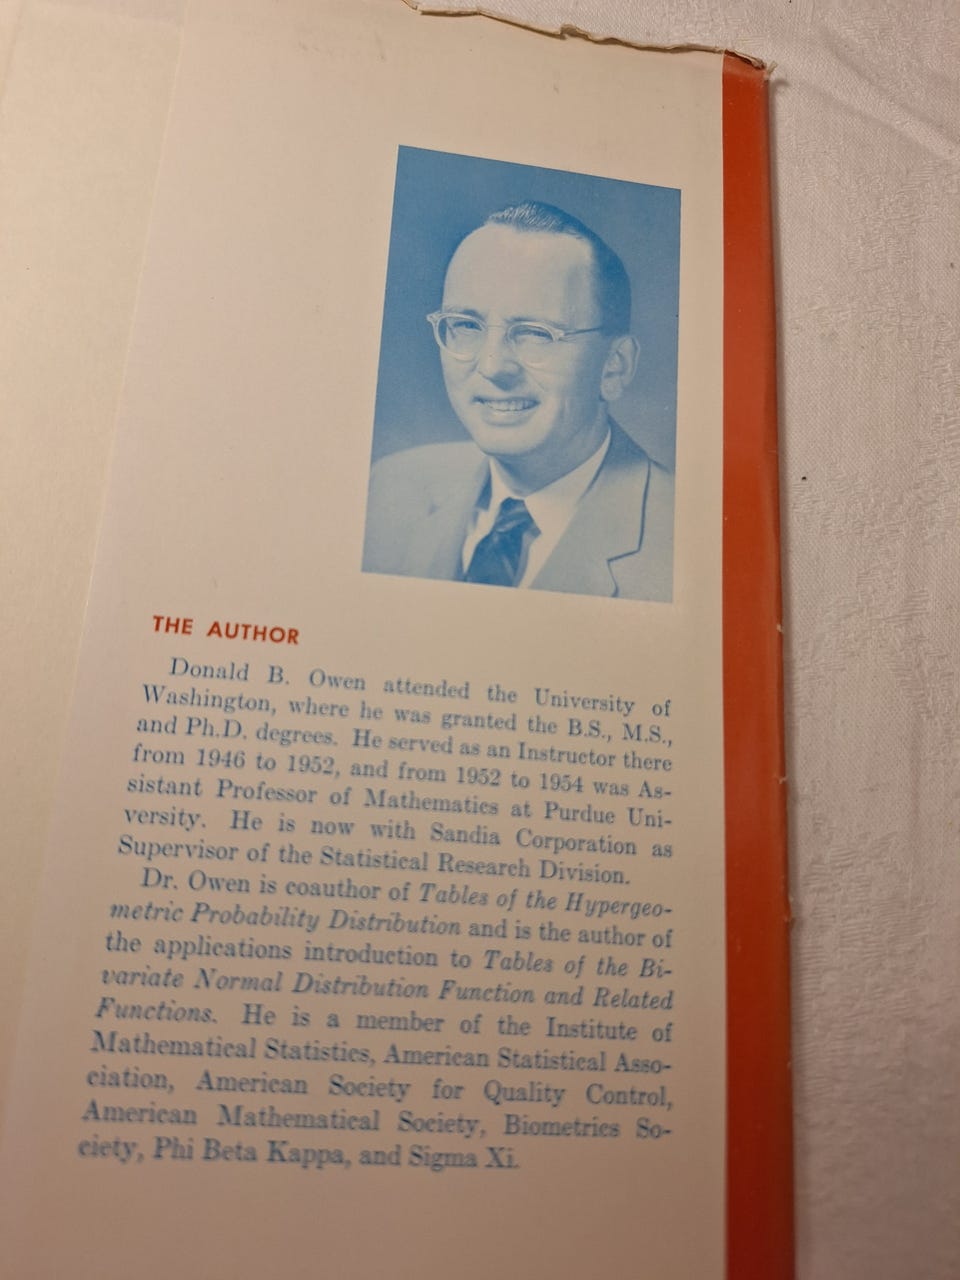 THE AUTHOR
Donald B. Owen attended the University of
Washington, where he was granted the B.S., M.S.,
and Ph.D. degrees. He served as an Instructor there
from 1946 to 1952, and from 1952 to 1954 was As-
sistant Professor of Mathematics at Purdue Uni-
versity. He is now with Sandia Corporation as
Supervisor of the Statistical Research Division.
Dr. Owen is coauthor of Tables of the Hypergeo-
metric Probability Distribution and is the author of
the applications introduction to Tables of the Bi-
variate Normal Distribution Function and Related
Functions. He is a member of the Institute of
Mathematical Statistics, American Statistical Asso-
ciation, American Society for Quality Control,
American Mathematical Society, Biometrics So-
ciety, Phi Beta Kappa, and Sigma Xi.